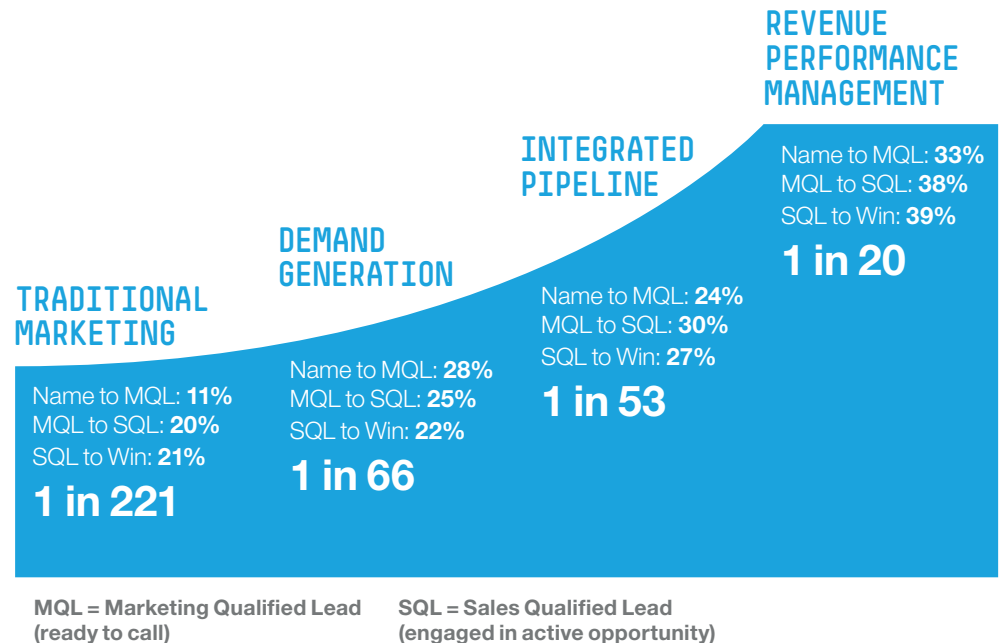 TRADITIONAL
MARKETING
Name to MQL: 11%
MQL to SQL: 20%
SQL to Win: 21%
1 in 221
DEMAND
GENERATION
Name to MQL: 28%
MQL to SQL: 25%
SQL to Win: 22%
1 in 66
INTEGRATED
PIPELINE
Name to MQL: 24%
MQL to SQL: 30%
SQL to Win: 27%
1 in 53
REVENUE
PERFORMANCE
MANAGEMENT
Name to MQL: 33%
MQL to SQL: 38%
SQL to Win: 39%
1 in 20
MQL = Marketing Qualified Lead
(ready to call)
SQL = Sales Qualified Lead
(engaged in active opportunity)